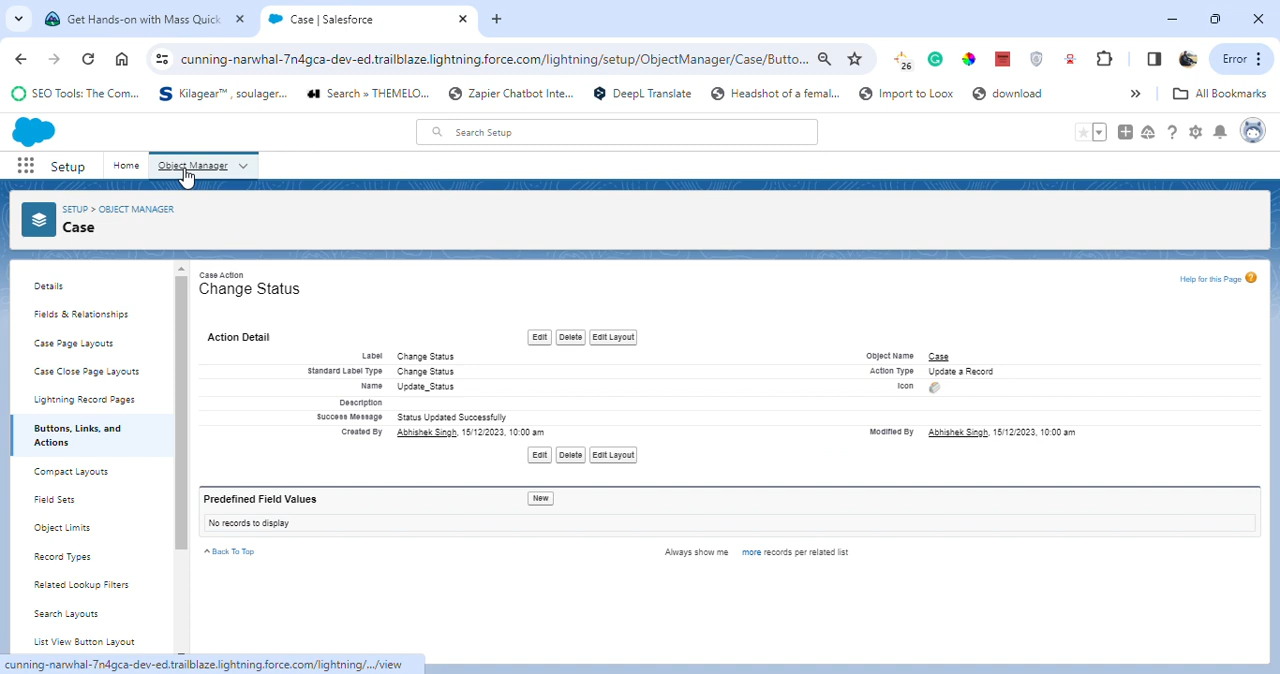 Get Hands-on with Mass Quick
Case | Salesforce
cunning-narwhal-7n4gca-dev-ed.trailblaze.lightning.force.com/lightning/setup/ObjectManager/Case/Butto...
26
Error
SEO Tools: The Com...
Kilagear™ , soulager...
Search » THEMELO...
Zapier Chatbot Inte...
DeepL Translate
Headshot of a femal...
Import to Loox
download
All Bookmarks
Search Setup
Setup
Home
Object Manager
SETUP > OBJECT MANAGER
Case
Details
Fields & Relationships
Case Page Layouts
Case Close Page Layouts
Lightning Record Pages
Buttons, Links, and
Actions
Compact Layouts
Field Sets
Object Limits
Record Types
Related Lookup Filters
Search Layouts
List View Button Layout
Case Action
Change Status
Help for this Page
Action Detail
Edit
Delete
Edit Layout
Label
Change Status
Object Name
Case
Standard Label Type
Change Status
Action Type
Update a Record
Name
Update_Status
Icon
Description
Success Message
Status Updated Successfully
Created By
Abhishek Singh, 15/12/2023, 10:00 am
Modified By
Abhishek Singh, 15/12/2023, 10:00 am
Edit
Delete
Edit Layout
Predefined Field Values
New
No records to display
Back To Top
Always show me
more records per related list
cunning-narwhal-7n4gca-dev-ed.trailblaze.lightning.force.com/lightning/.../view